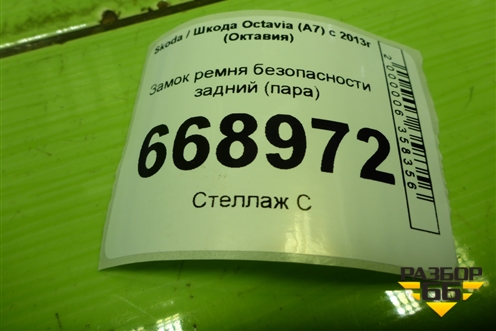 Skoda / Шкода Octavia (A7) с 2013г
(Октавия)
Замок ремня безопасности
задний (пара)
668972
Стеллаж С
2000006358356
РАЗБОР
66